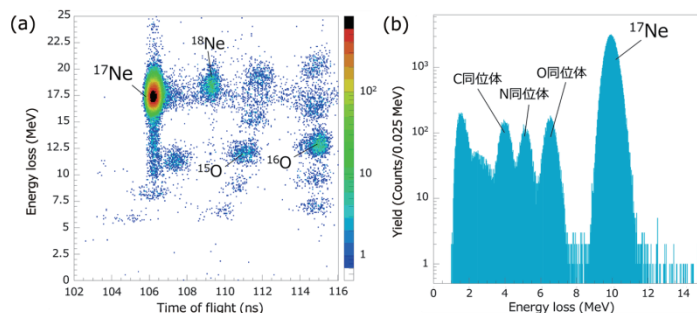 (a)
Energy loss (MeV)
25
22.5
20
17.5
15
12.5
10
7.5
5
2.5
0
¹⁷Ne
¹⁸Ne
¹⁵O
¹⁶O
102 104 106 108 110 112 114 116
Time of flight (ns)
10²
10
1
(b)
Yield (Counts/0.025 MeV)
10³
10²
10
1
C同位体
N同位体
O同位体
¹⁷Ne
0 2 4 6 8 10 12 14
Energy loss (MeV)